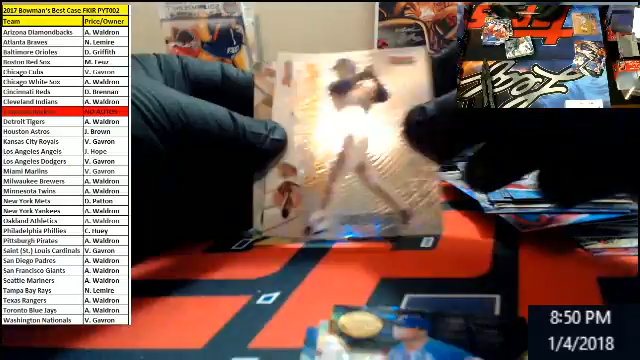 2017 Bowman's Best Case FKIR PYT002
Team Price/Owner
Arizona Diamondbacks A. Waldron
Atlanta Braves N. Lemire
Baltimore Orioles D. Griffith
Boston Red Sox M. Feuz
Chicago Cubs V. Gavron
Chicago White Sox A. Waldron
Cincinnati Reds D. Brennan
Cleveland Indians A. Waldron
Detroit Tigers A. Waldron
Houston Astros J. Brown
Kansas City Royals V. Gavron
Los Angeles Angels J. Hope
Los Angeles Dodgers V. Gavron
Miami Marlins V. Gavron
Milwaukee Brewers A. Waldron
Minnesota Twins A. Waldron
New York Mets D. Patton
New York Yankees A. Waldron
Oakland Athletics A. Waldron
Philadelphia Phillies C. Huey
Pittsburgh Pirates A. Waldron
Saint (St.) Louis Cardinals V. Gavron
San Diego Padres A. Waldron
San Francisco Giants A. Waldron
Seattle Mariners A. Waldron
Tampa Bay Rays N. Lemire
Texas Rangers A. Waldron
Toronto Blue Jays A. Waldron
Washington Nationals V. Gavron
8:50 PM
1/4/2018